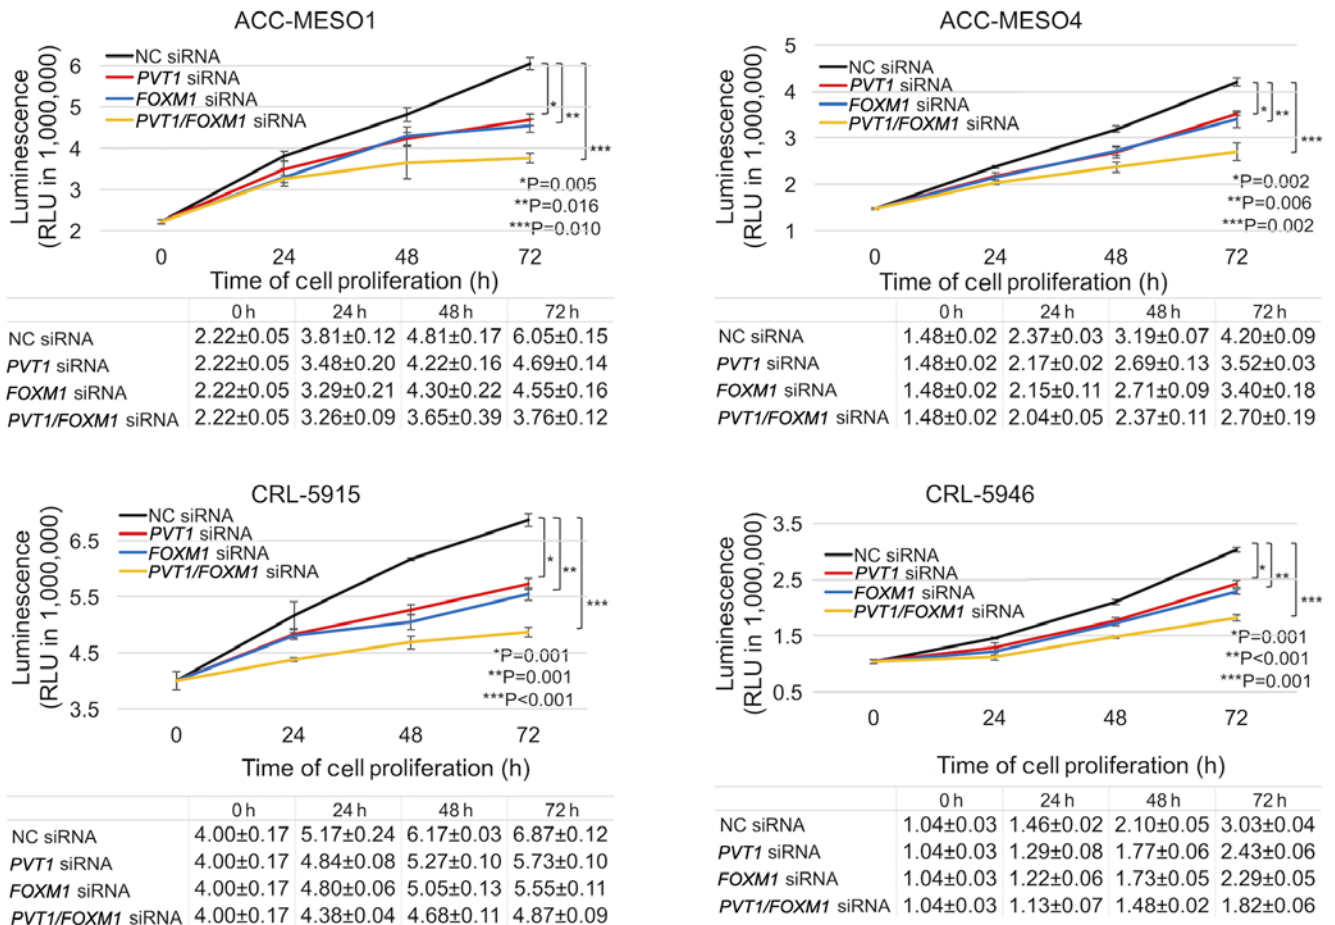 ACC-MESO1
NC siRNA
PVT1 siRNA
FOXM1 siRNA
PVT1/FOXM1 siRNA
Luminescence
(RLU in 1,000,000)
6
5
4
3
2
*
**
***
*P=0.005
**P=0.016
***P=0.010
0 24 48 72
Time of cell proliferation (h)
0 h 24 h 48 h 72 h
NC siRNA 2.22±0.05 3.81±0.12 4.81±0.17 6.05±0.15
PVT1 siRNA 2.22±0.05 3.48±0.20 4.22±0.16 4.69±0.14
FOXM1 siRNA 2.22±0.05 3.29±0.21 4.30±0.22 4.55±0.16
PVT1/FOXM1 siRNA 2.22±0.05 3.26±0.09 3.65±0.39 3.76±0.12
ACC-MESO4
NC siRNA
PVT1 siRNA
FOXM1 siRNA
PVT1/FOXM1 siRNA
Luminescence
(RLU in 1,000,000)
5
4
3
2
1
*
**
***
*P=0.002
**P=0.006
***P=0.002
0 24 48 72
Time of cell proliferation (h)
0 h 24 h 48 h 72 h
NC siRNA 1.48±0.02 2.37±0.03 3.19±0.07 4.20±0.09
PVT1 siRNA 1.48±0.02 2.17±0.02 2.69±0.13 3.52±0.03
FOXM1 siRNA 1.48±0.02 2.15±0.11 2.71±0.09 3.40±0.18
PVT1/FOXM1 siRNA 1.48±0.02 2.04±0.05 2.37±0.11 2.70±0.19
CRL-5915
NC siRNA
PVT1 siRNA
FOXM1 siRNA
PVT1/FOXM1 siRNA
Luminescence
(RLU in 1,000,000)
6.5
5.5
4.5
3.5
*
**
***
*P=0.001
**P=0.001
***P<0.001
0 24 48 72
Time of cell proliferation (h)
0 h 24 h 48 h 72 h
NC siRNA 4.00±0.17 5.17±0.24 6.17±0.03 6.87±0.12
PVT1 siRNA 4.00±0.17 4.84±0.08 5.27±0.10 5.73±0.10
FOXM1 siRNA 4.00±0.17 4.80±0.06 5.05±0.13 5.55±0.11
PVT1/FOXM1 siRNA 4.00±0.17 4.38±0.04 4.68±0.11 4.87±0.09
CRL-5946
NC siRNA
PVT1 siRNA
FOXM1 siRNA
PVT1/FOXM1 siRNA
Luminescence
(RLU in 1,000,000)
3.5
2.5
1.5
0.5
*
**
***
*P=0.001
**P<0.001
***P=0.001
0 24 48 72
Time of cell proliferation (h)
0 h 24 h 48 h 72 h
NC siRNA 1.04±0.03 1.46±0.02 2.10±0.05 3.03±0.04
PVT1 siRNA 1.04±0.03 1.29±0.08 1.77±0.06 2.43±0.06
FOXM1 siRNA 1.04±0.03 1.22±0.06 1.73±0.05 2.29±0.05
PVT1/FOXM1 siRNA 1.04±0.03 1.13±0.07 1.48±0.02 1.82±0.06